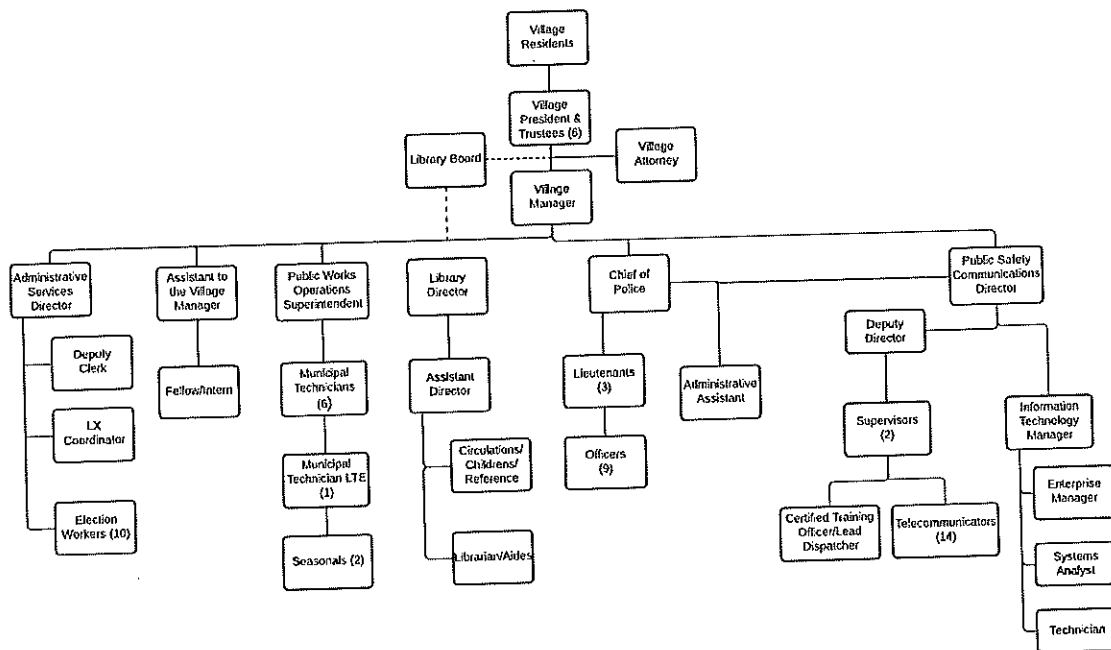 Village
Residents
Village
President &
Trustees (6)
Library Board
Village
Attorney
Village
Manager
Administrative
Services
Director
Assistant to
the Village
Manager
Public Works
Operations
Superintendent
Library
Director
Chief of
Police
Public Safety
Communications
Director
Deputy
Clerk
LX
Coordinator
Election
Workers (10)
Fellow/Intern
Municipal
Technicians
(6)
Municipal
Technician LTE
(1)
Seasonals (2)
Assistant
Director
Circulations/
Childrens/
Reference
Librarian/Aides
Lieutenants
(3)
Officers
(9)
Administrative
Assistant
Deputy
Director
Supervisors
(2)
Certified Training
Officer/Lead
Dispatcher
Telecommunicators
(14)
Information
Technology
Manager
Enterprise
Manager
Systems
Analyst
Technician